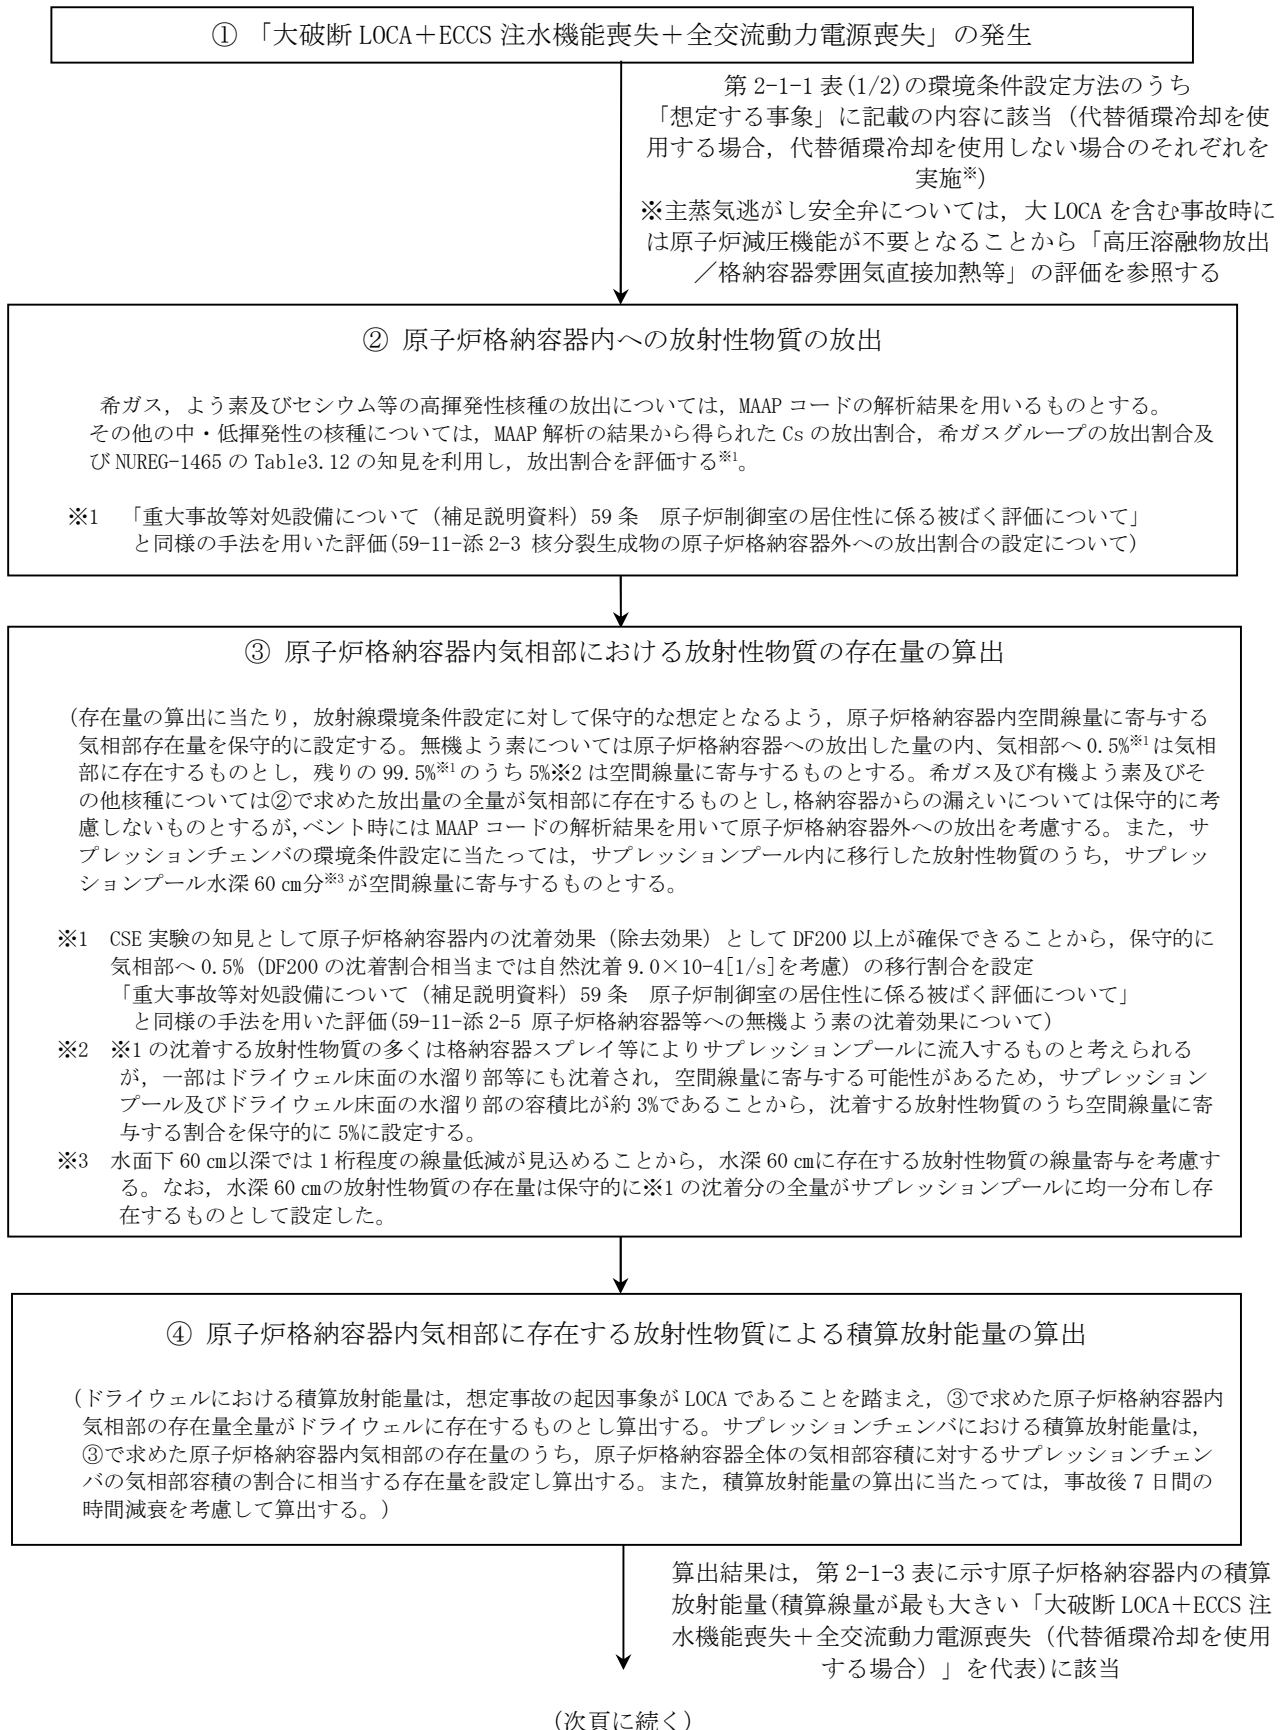 ① 「大破断 LOCA+ECCS 注水機能喪失+全交流動力電源喪失」の発生
第 2-1-1 表(1/2)の環境条件設定方法のうち
「想定する事象」に記載の内容に該当（代替循環冷却を使
用する場合，代替循環冷却を使用しない場合のそれぞれを
実施※）
※主蒸気逃がし安全弁については，大 LOCA を含む事故時に
は原子炉減圧機能が不要となることから「高圧溶融物放出
／格納容器雰囲気直接加熱等」の評価を参照する
② 原子炉格納容器内への放射性物質の放出
希ガス，よう素及びセシウム等の高揮発性核種の放出については，MAAP コードの解析結果を用いるものとする。
その他の中・低揮発性の核種については，MAAP 解析の結果から得られた Cs の放出割合，希ガスグループの放出割合及
び NUREG-1465 の Table3.12 の知見を利用し，放出割合を評価する※1。
※1 「重大事故等対処設備について（補足説明資料）59 条 原子炉制御室の居住性に係る被ばく評価について」
と同様の手法を用いた評価(59-11-添 2-3 核分裂生成物の原子炉格納容器外への放出割合の設定について)
③ 原子炉格納容器内気相部における放射性物質の存在量の算出
（存在量の算出に当たり，放射線環境条件設定に対して保守的な想定となるよう，原子炉格納容器内空間線量に寄与する
気相部存在量を保守的に設定する。無機よう素については原子炉格納容器への放出した量の内、気相部へ 0.5%※1 は気相
部に存在するものとし，残りの 99.5%※1 のうち 5%※2 は空間線量に寄与するものとする。希ガス及び有機よう素及びそ
の他核種については②で求めた放出量の全量が気相部に存在するものとし,格納容器からの漏えいについては保守的に考
慮しないものとするが,ベント時には MAAP コードの解析結果を用いて原子炉格納容器外への放出を考慮する。また，サ
プレッションチェンバの環境条件設定に当たっては，サプレッションプール内に移行した放射性物質のうち，サプレッ
ションプール水深 60 ㎝分※3 が空間線量に寄与するものとする。
※1 CSE 実験の知見として原子炉格納容器内の沈着効果（除去効果）として DF200 以上が確保できることから，保守的に
気相部へ 0.5%（DF200 の沈着割合相当までは自然沈着 9.0×10-4[1/s]を考慮）の移行割合を設定
「重大事故等対処設備について（補足説明資料）59 条 原子炉制御室の居住性に係る被ばく評価について」
と同様の手法を用いた評価(59-11-添 2-5 原子炉格納容器等への無機よう素の沈着効果について)
※2 ※1 の沈着する放射性物質の多くは格納容器スプレイ等によりサプレッションプールに流入するものと考えられる
が，一部はドライウェル床面の水溜り部等にも沈着され，空間線量に寄与する可能性があるため，サプレッション
プール及びドライウェル床面の水溜り部の容積比が約 3%であることから，沈着する放射性物質のうち空間線量に寄
与する割合を保守的に 5%に設定する。
※3 水面下 60 ㎝以深では 1 桁程度の線量低減が見込めることから，水深 60 ㎝に存在する放射性物質の線量寄与を考慮す
る。なお，水深 60 ㎝の放射性物質の存在量は保守的に※1 の沈着分の全量がサプレッションプールに均一分布し存
在するものとして設定した。
④ 原子炉格納容器内気相部に存在する放射性物質による積算放射能量の算出
（ドライウェルにおける積算放射能量は，想定事故の起因事象が LOCA であることを踏まえ，③で求めた原子炉格納容器内
気相部の存在量全量がドライウェルに存在するものとし算出する。サプレッションチェンバにおける積算放射能量は，
③で求めた原子炉格納容器内気相部の存在量のうち，原子炉格納容器全体の気相部容積に対するサプレッションチェン
バの気相部容積の割合に相当する存在量を設定し算出する。また，積算放射能量の算出に当たっては，事故後 7 日間の
時間減衰を考慮して算出する。）
算出結果は，第 2-1-3 表に示す原子炉格納容器内の積算
放射能量(積算線量が最も大きい「大破断 LOCA+ECCS 注
水機能喪失+全交流動力電源喪失（代替循環冷却を使用
する場合）」を代表)に該当
(次頁に続く)